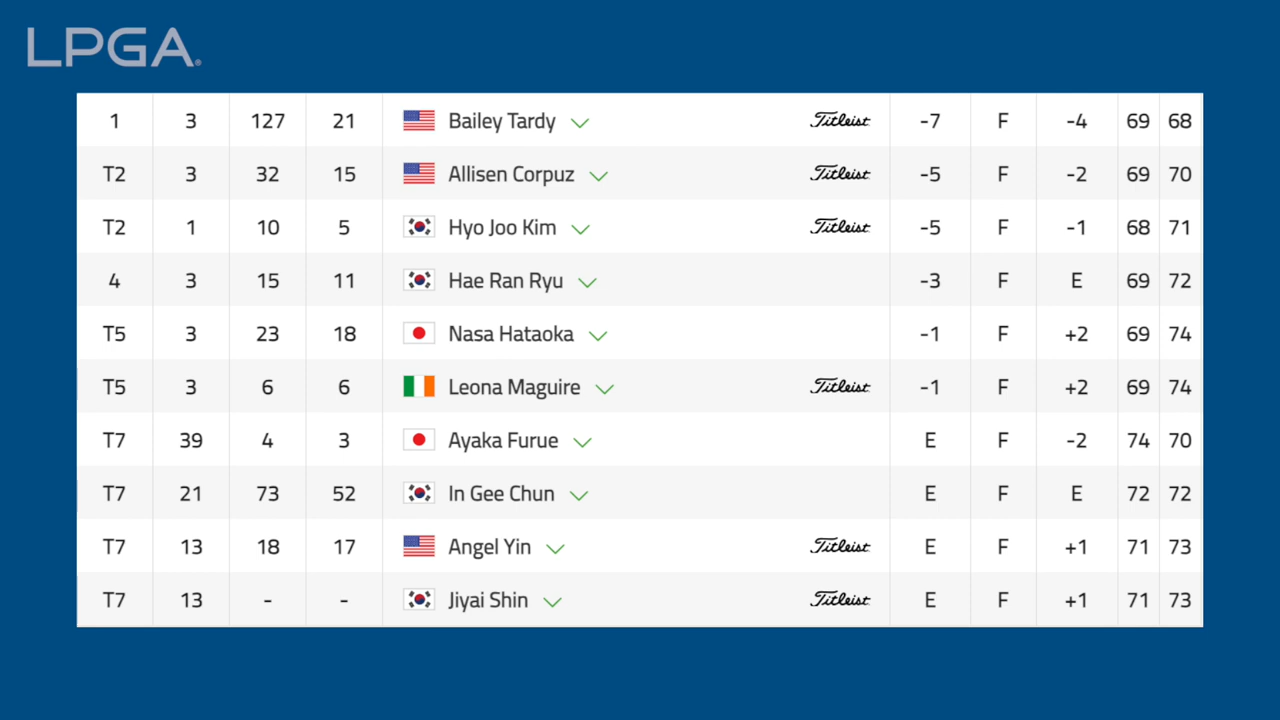 LPGA®
1 3 127 21 Bailey Tardy Titleist -7 F -4 69 68
T2 3 32 15 Allisen Corpuz Titleist -5 F -2 69 70
T2 1 10 5 Hyo Joo Kim Titleist -5 F -1 68 71
4 3 15 11 Hae Ran Ryu -3 F E 69 72
T5 3 23 18 Nasa Hataoka -1 F +2 69 74
T5 3 6 6 Leona Maguire Titleist -1 F +2 69 74
T7 39 4 3 Ayaka Furue E F -2 74 70
T7 21 73 52 In Gee Chun E F E 72 72
T7 13 18 17 Angel Yin Titleist E F +1 71 73
T7 13 - - Jiyai Shin Titleist E F +1 71 73